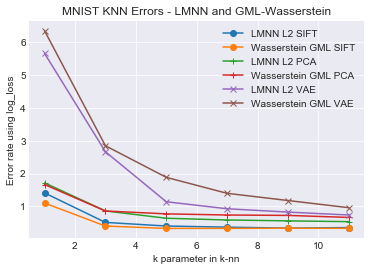 MNIST KNN Errors - LMNN and GML-Wasserstein
LMNN L2 SIFT
Wasserstein GML SIFT
LMNN L2 PCA
Wasserstein GML PCA
LMNN L2 VAE
Wasserstein GML VAE
Error rate using log_loss
6
5
4
3
2
1
2
4
6
8
10
k parameter in k-nn